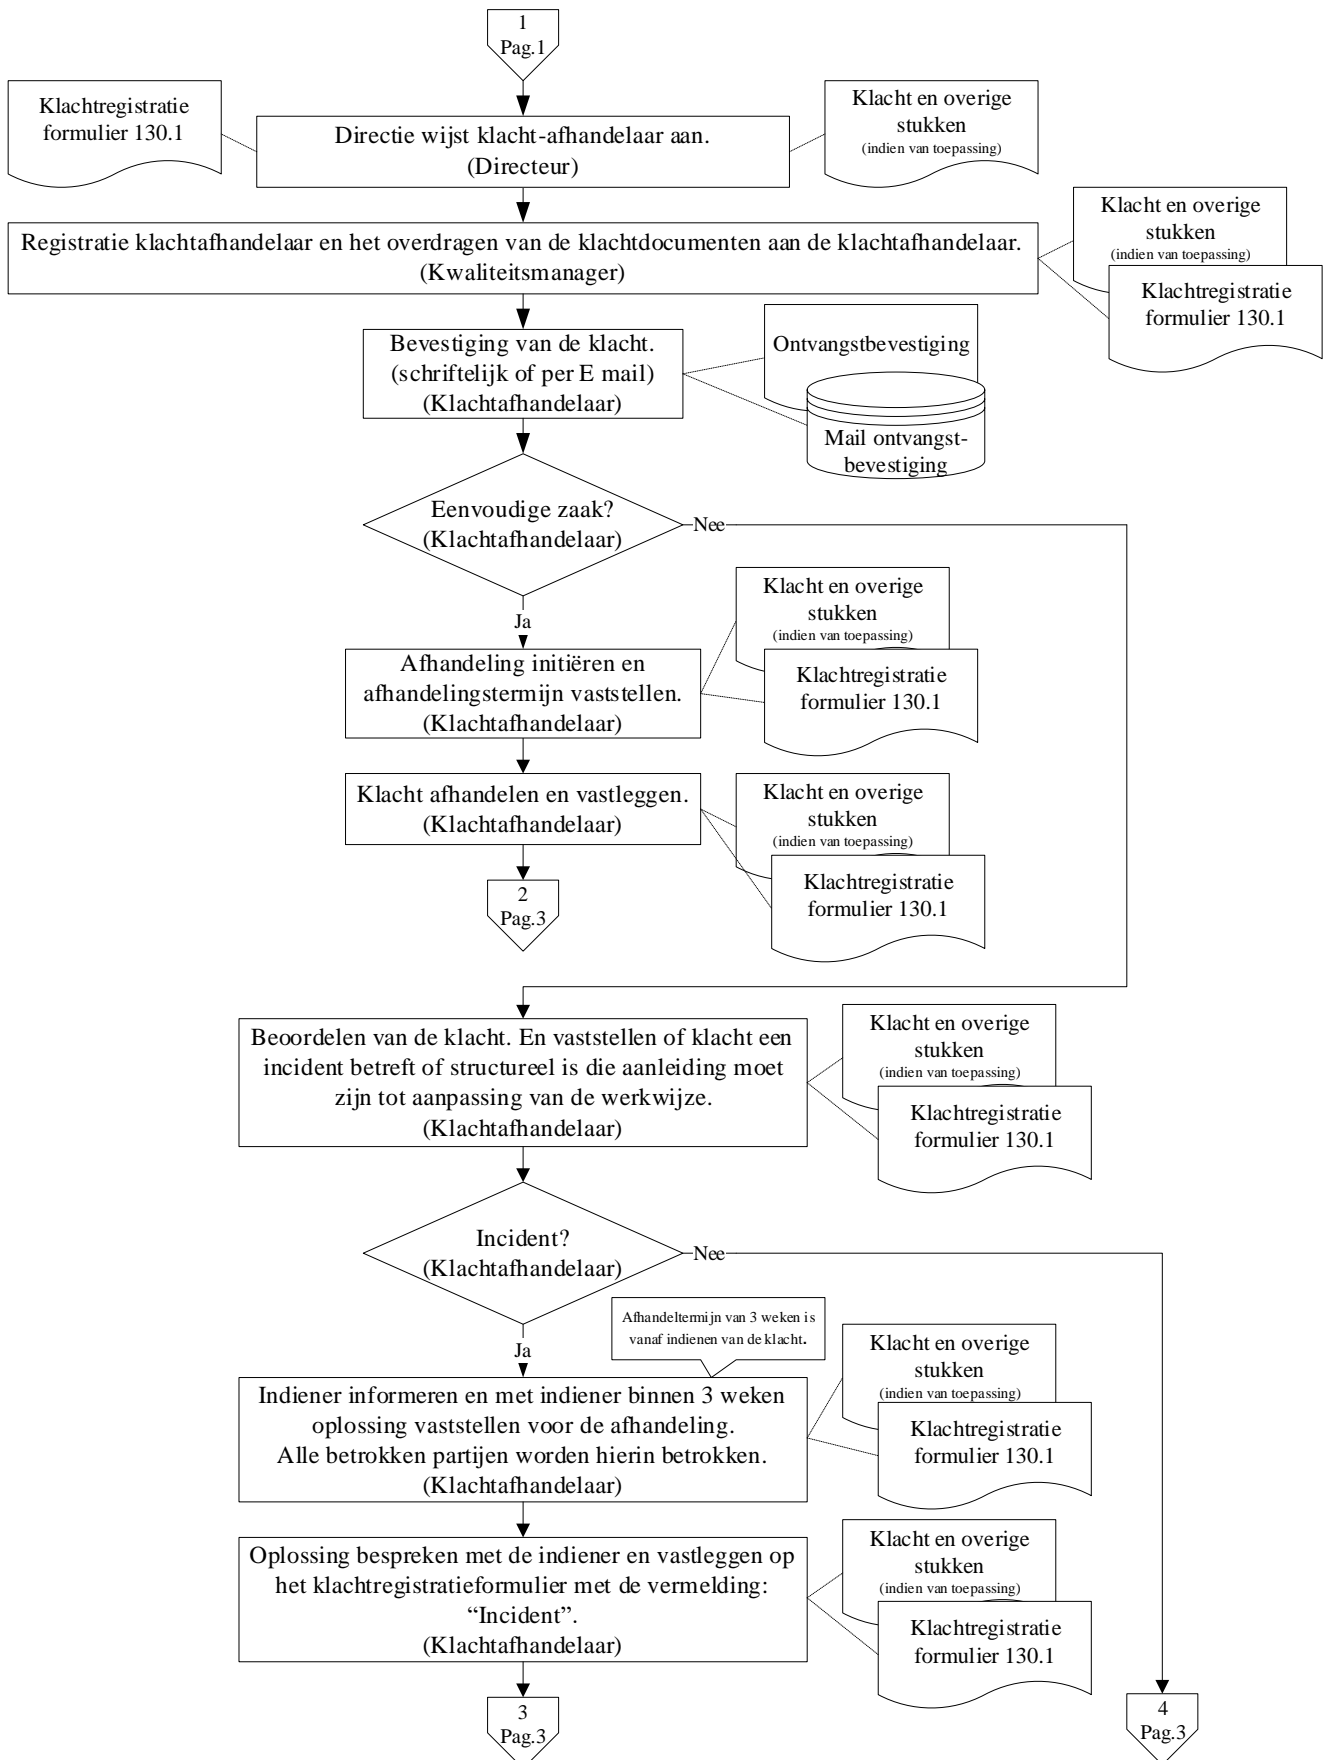 1
Pag.1
Klachtregistratie
formulier 130.1
Directie wijst klacht-afhandelaar aan.
(Directeur)
Klacht en overige
stukken
(indien van toepassing)
Registratie klachtafhandelaar en het overdragen van de klachtdocumenten aan de klachtafhandelaar.
(Kwaliteitsmanager)
Klacht en overige
stukken
(indien van toepassing)
Klachtregistratie
formulier 130.1
Bevestiging van de klacht.
(schriftelijk of per E mail)
(Klachtafhandelaar)
Ontvangstbevestiging
Mail ontvangst-
bevestiging
Eenvoudige zaak?
(Klachtafhandelaar)
Nee
Ja
Afhandeling initiëren en
afhandelingstermijn vaststellen.
(Klachtafhandelaar)
Klacht en overige
stukken
(indien van toepassing)
Klachtregistratie
formulier 130.1
Klacht afhandelen en vastleggen.
(Klachtafhandelaar)
Klacht en overige
stukken
(indien van toepassing)
Klachtregistratie
formulier 130.1
2
Pag.3
Beoordelen van de klacht. En vaststellen of klacht een
incident betreft of structureel is die aanleiding moet
zijn tot aanpassing van de werkwijze.
(Klachtafhandelaar)
Klacht en overige
stukken
(indien van toepassing)
Klachtregistratie
formulier 130.1
Incident?
(Klachtafhandelaar)
Nee
Ja
Afhandeltermijn van 3 weken is
vanaf indienen van de klacht.
Indiener informeren en met indiener binnen 3 weken
oplossing vaststellen voor de afhandeling.
Alle betrokken partijen worden hierin betrokken.
(Klachtafhandelaar)
Klacht en overige
stukken
(indien van toepassing)
Klachtregistratie
formulier 130.1
Oplossing bespreken met de indiener en vastleggen op
het klachtregistratieformulier met de vermelding:
“Incident”.
(Klachtafhandelaar)
Klacht en overige
stukken
(indien van toepassing)
Klachtregistratie
formulier 130.1
3
Pag.3
4
Pag.3